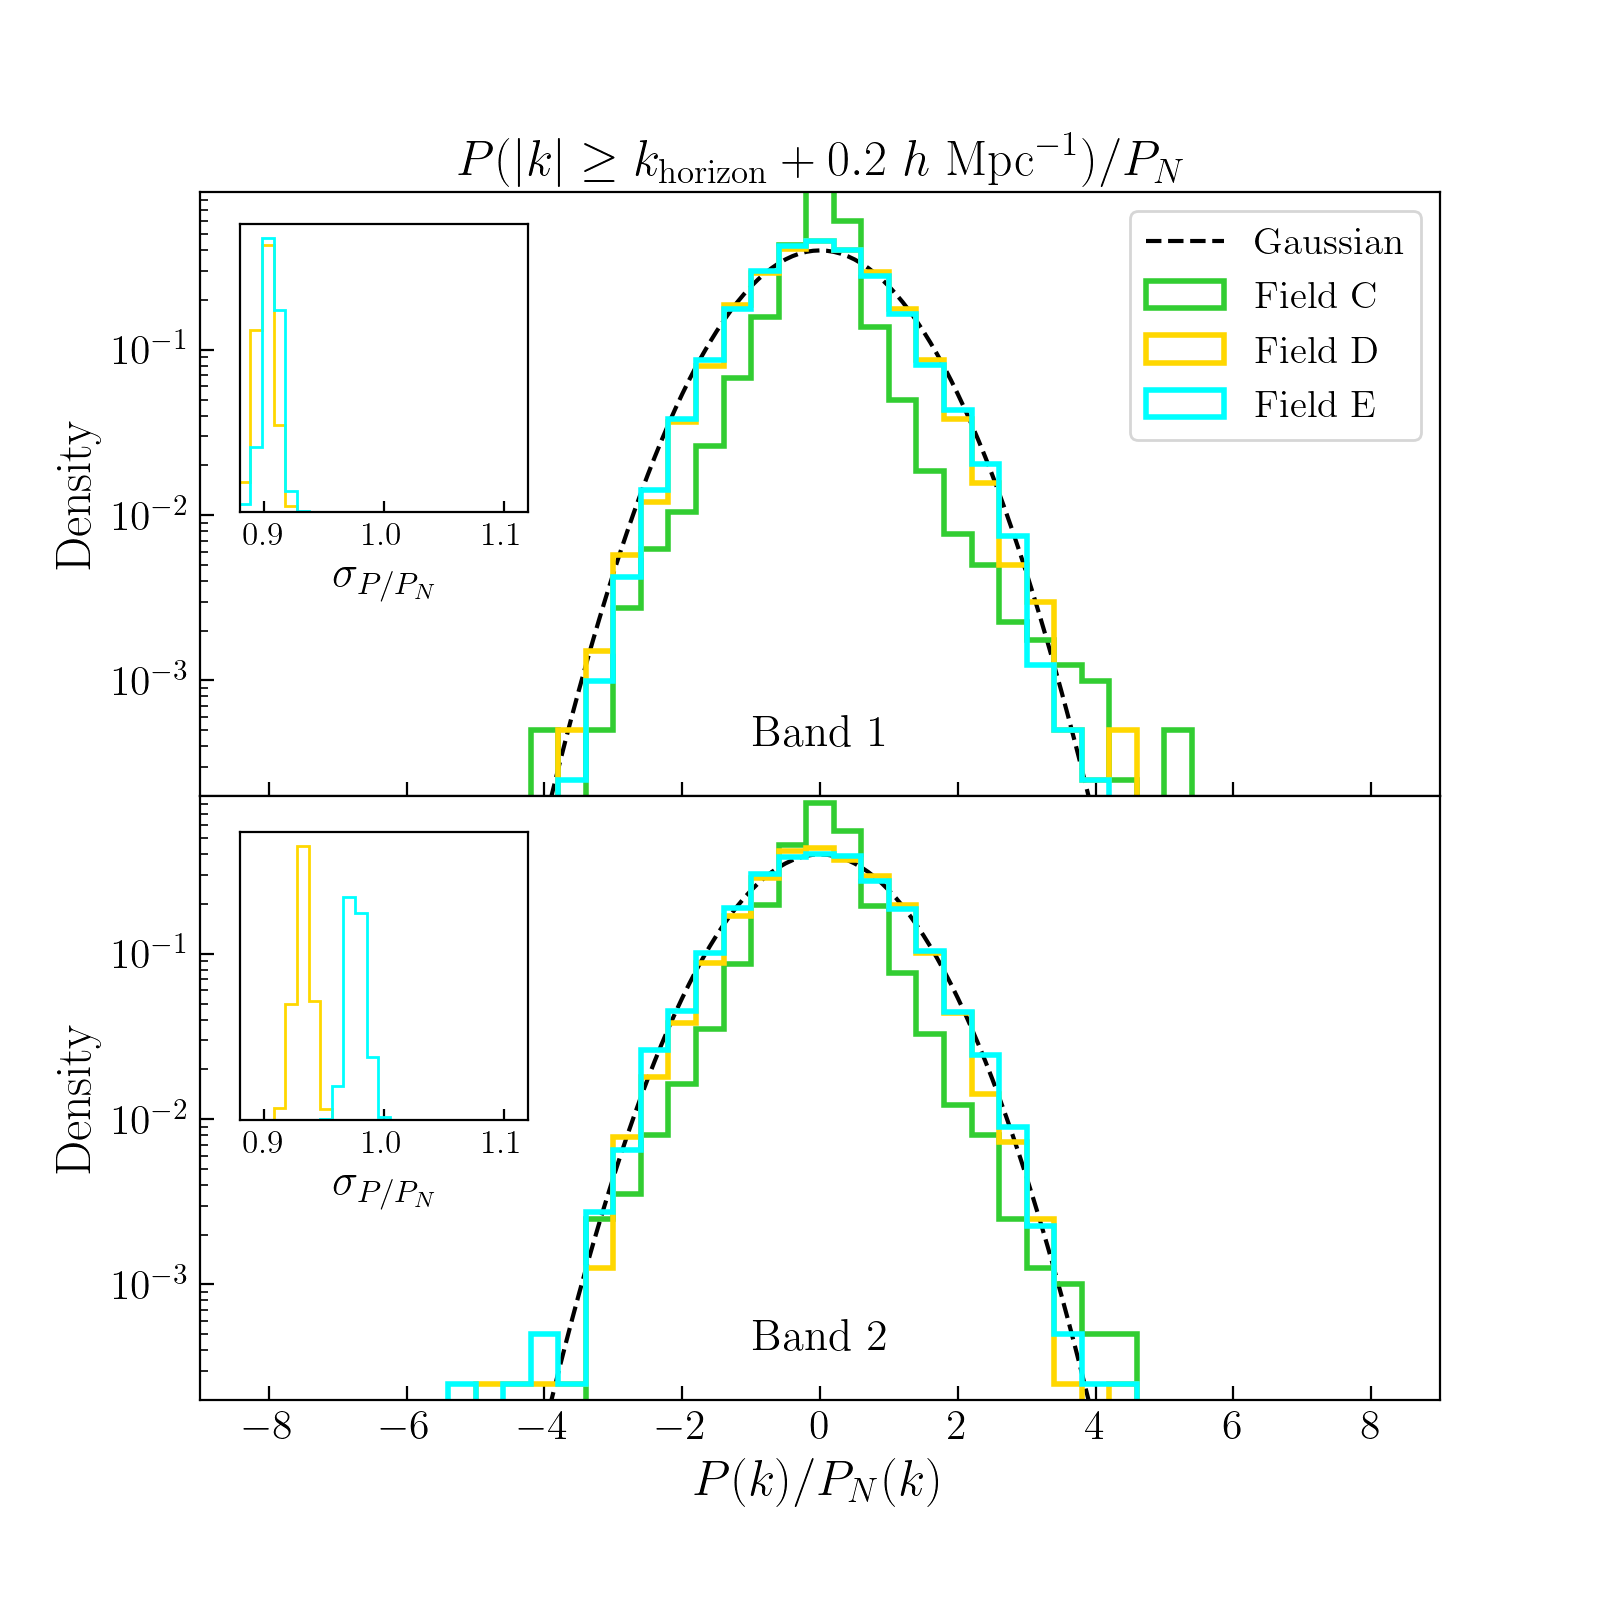 P(|k| ≥ k_horizon + 0.2 h Mpc⁻¹)/P_N
Density
10⁻¹
10⁻²
10⁻³
0.9 1.0 1.1
σ_{P/P_N}
Gaussian
Field C
Field D
Field E
Band 1
Density
10⁻¹
10⁻²
10⁻³
0.9 1.0 1.1
σ_{P/P_N}
Band 2
−8 −6 −4 −2 0 2 4 6 8
P(k)/P_N(k)